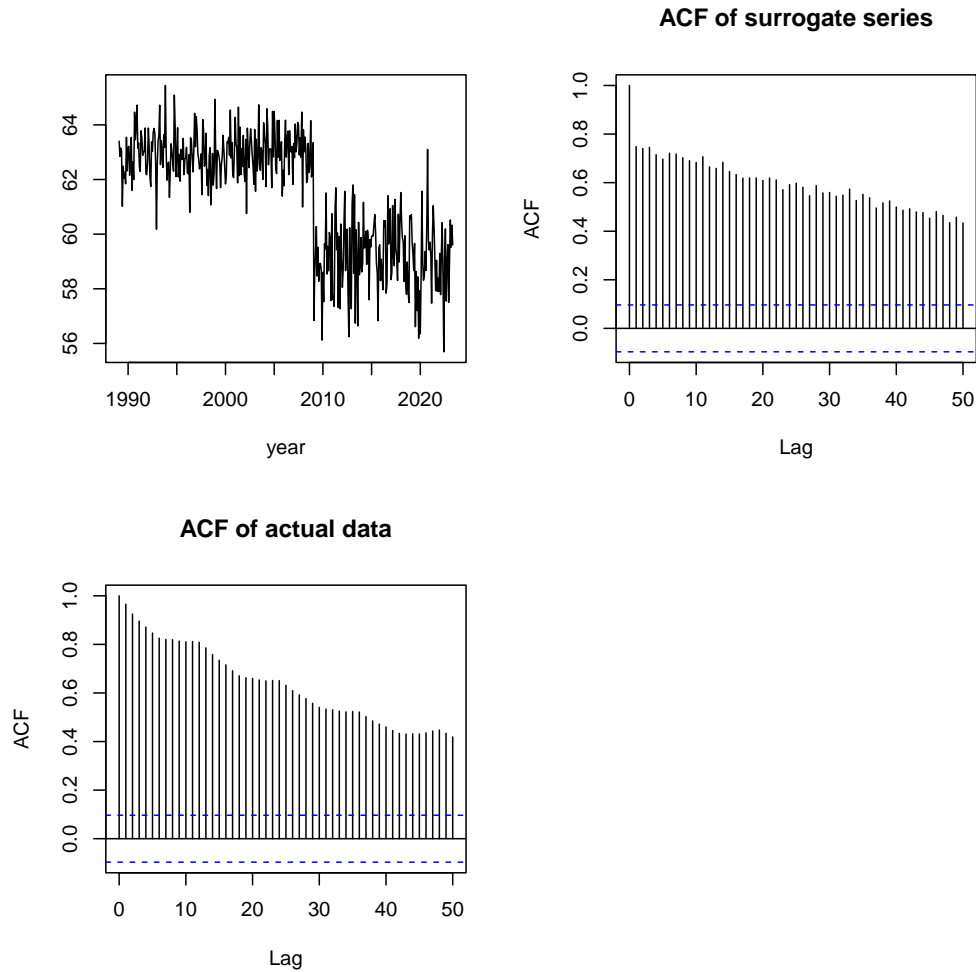 56 58 60 62 64
1990 2000 2010 2020
year
ACF of surrogate series
ACF
0.0 0.2 0.4 0.6 0.8 1.0
0 10 20 30 40 50
Lag
ACF of actual data
ACF
0.0 0.2 0.4 0.6 0.8 1.0
0 10 20 30 40 50
Lag